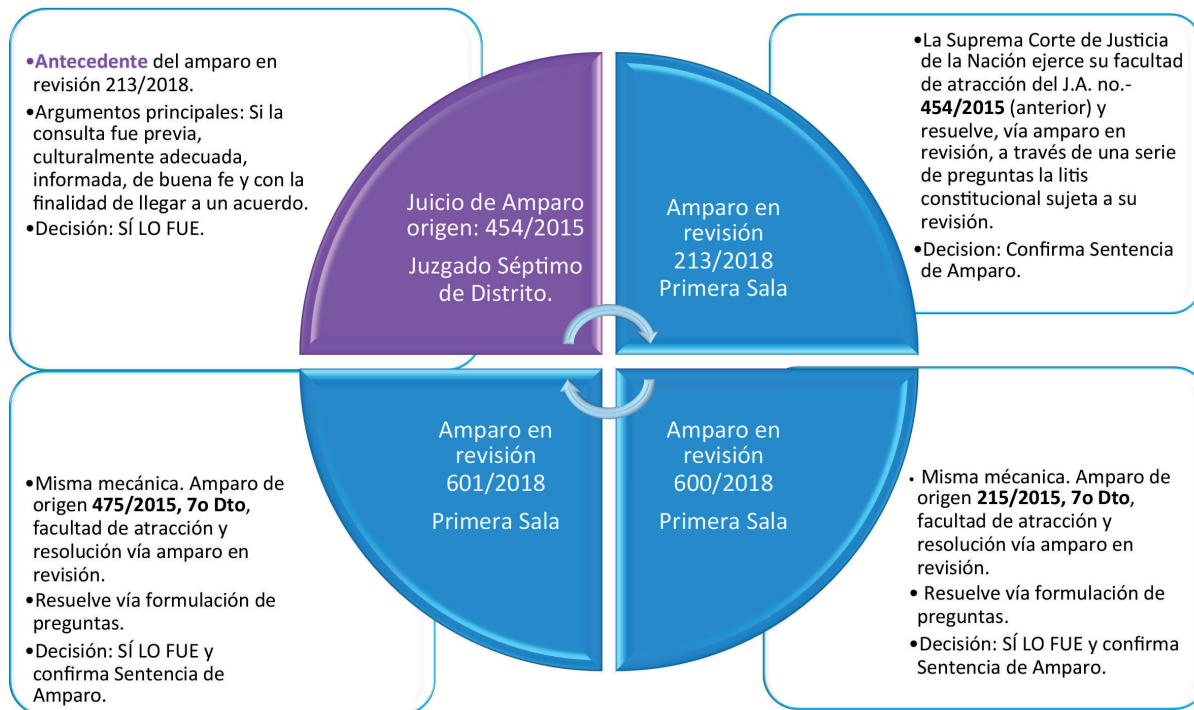 •Antecedente del amparo en
revisión 213/2018.
•Argumentos principales: Si la
consulta fue previa,
culturalmente adecuada,
informada, de buena fe y con la
finalidad de llegar a un acuerdo.
•Decisión: SÍ LO FUE.
Juicio de Amparo
origen: 454/2015
Juzgado Séptimo
de Distrito.
Amparo en
revisión
213/2018
Primera Sala
•La Suprema Corte de Justicia
de la Nación ejerce su facultad
de atracción del J.A. no.-
454/2015 (anterior) y
resuelve, vía amparo en
revisión, a través de una serie
de preguntas la litis
constitucional sujeta a su
revisión.
•Decision: Confirma Sentencia
de Amparo.
•Misma mecánica. Amparo de
origen 475/2015, 7o Dto,
facultad de atracción y
resolución vía amparo en
revisión.
•Resuelve vía formulación de
preguntas.
•Decisión: SÍ LO FUE y
confirma Sentencia de
Amparo.
Amparo en
revisión
601/2018
Primera Sala
Amparo en
revisión
600/2018
Primera Sala
• Misma mécanica. Amparo de
origen 215/2015, 7o Dto,
facultad de atracción y
resolución vía amparo en
revisión.
• Resuelve vía formulación de
preguntas.
•Decisión: SÍ LO FUE y confirma
Sentencia de Amparo.